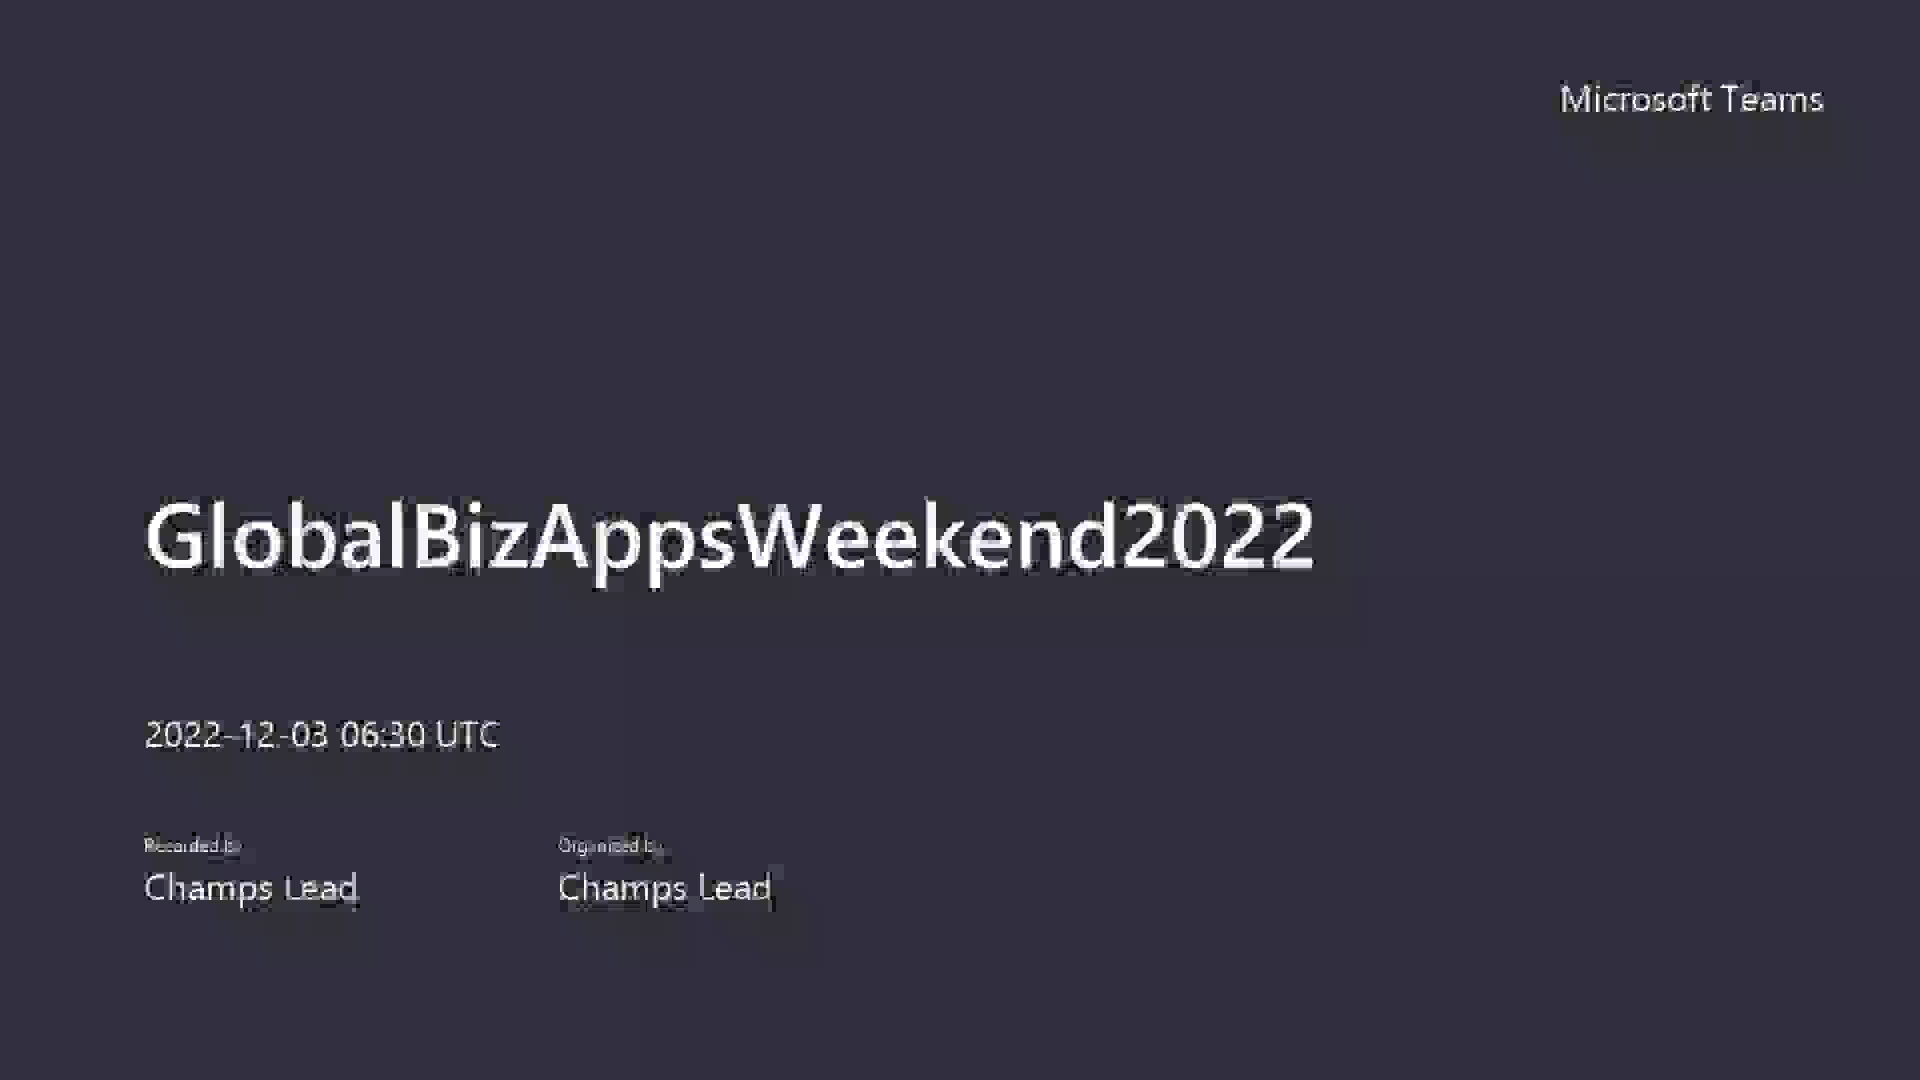 Microsoft Teams
GlobalBizAppsWeekend2022
2022-12-03 06:30 UTC
Recorded by
Organized by
Champs Lead
Champs Lead